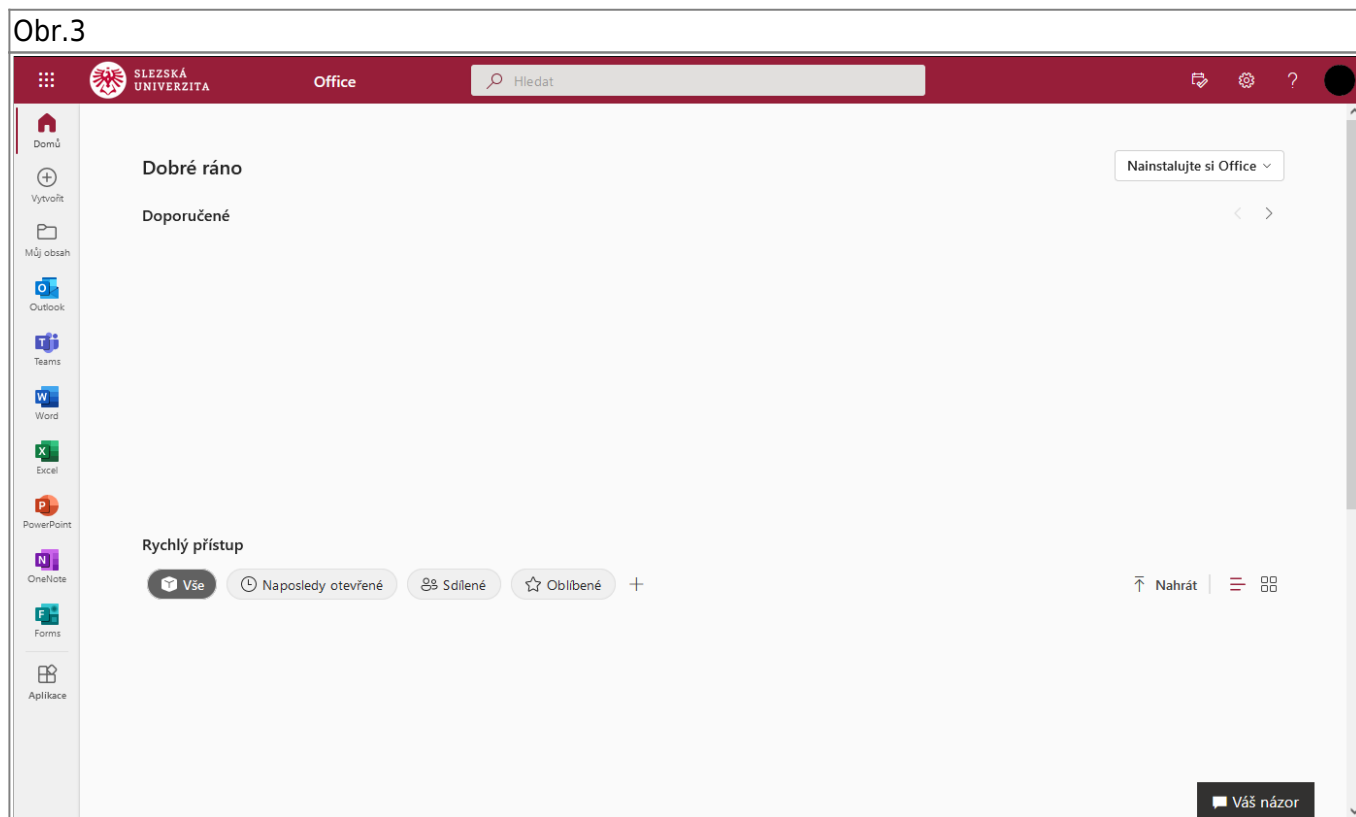 Obr.3
SLEZSKÁ
UNIVERZITA
Office
Hledat
Domů
Vytvořit
Můj obsah
Outlook
Teams
Word
Excel
PowerPoint
OneNote
Forms
Aplikace
Dobré ráno
Nainstalujte si Office
Doporučené
Rychlý přístup
Vše
Naposledy otevřené
Sdílené
Oblíbené
Nahrát
Váš názor